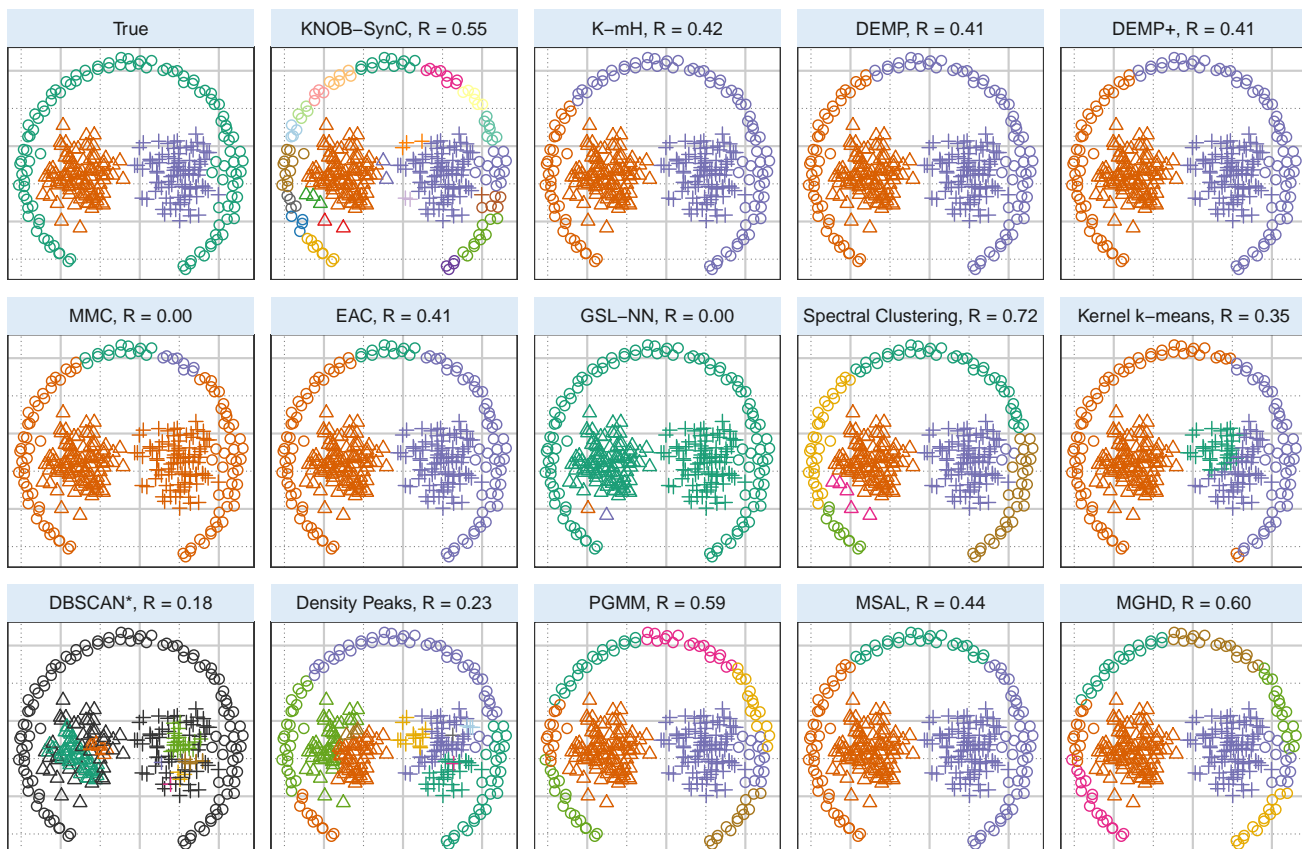 True
KNOB−SynC, R = 0.55
K−mH, R = 0.42
DEMP, R = 0.41
DEMP+, R = 0.41
MMC, R = 0.00
EAC, R = 0.41
GSL−NN, R = 0.00
Spectral Clustering, R = 0.72
Kernel k−means, R = 0.35
DBSCAN*, R = 0.18
Density Peaks, R = 0.23
PGMM, R = 0.59
MSAL, R = 0.44
MGHD, R = 0.60